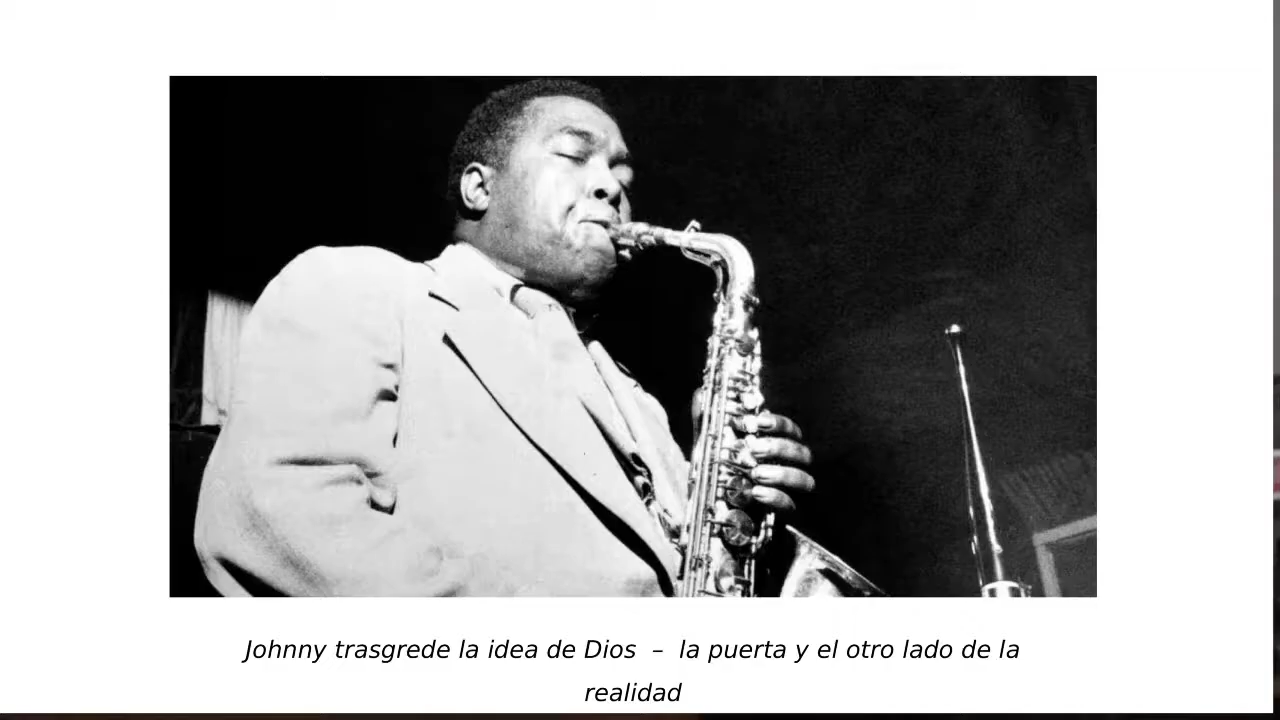 Johnny trasgrede la idea de Dios – la puerta y el otro lado de la
realidad